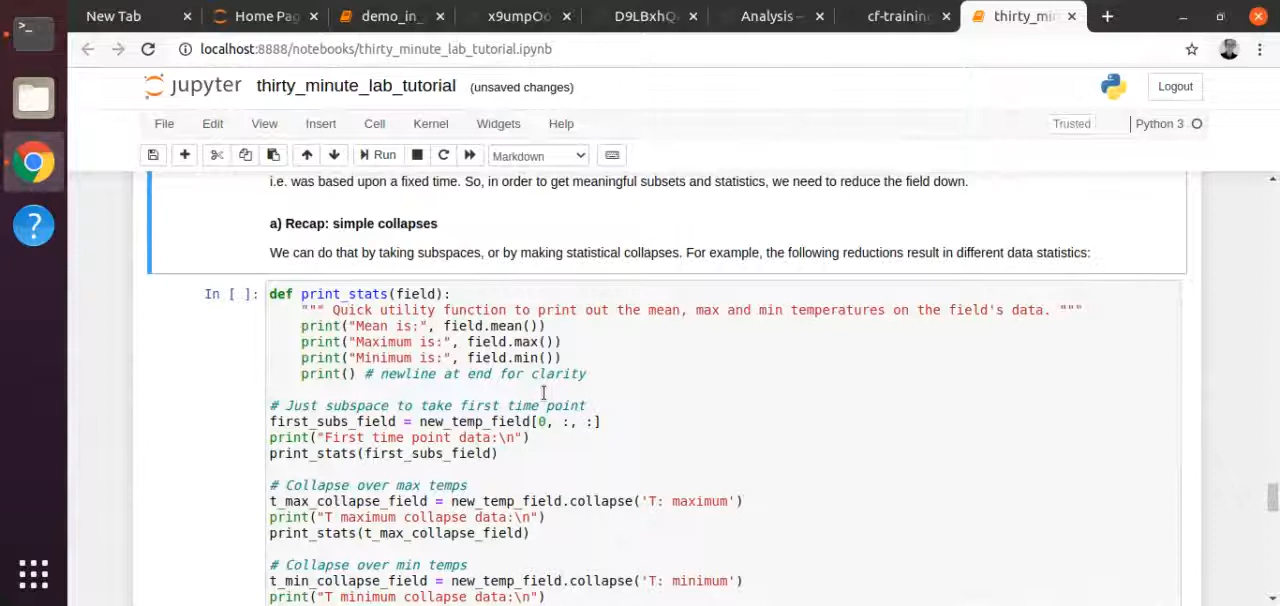 New Tab
Home Pag
demo_in_
x9umpOo
D9LBxhQ
Analysis –
cf-training
thirty_min
localhost:8888/notebooks/thirty_minute_lab_tutorial.ipynb
jupyter thirty_minute_lab_tutorial (unsaved changes)
Logout
File Edit View Insert Cell Kernel Widgets Help
Trusted
Python 3
Run
Markdown
i.e. was based upon a fixed time. So, in order to get meaningful subsets and statistics, we need to reduce the field down.
a) Recap: simple collapses
We can do that by taking subspaces, or by making statistical collapses. For example, the following reductions result in different data statistics:
In [ ]:
def print_stats(field):
""" Quick utility function to print out the mean, max and min temperatures on the field's data. """
print("Mean is:", field.mean())
print("Maximum is:", field.max())
print("Minimum is:", field.min())
print() # newline at end for clarity
# Just subspace to take first time point
first_subs_field = new_temp_field[0, :, :]
print("First time point data:\n")
print_stats(first_subs_field)
# Collapse over max temps
t_max_collapse_field = new_temp_field.collapse('T: maximum')
print("T maximum collapse data:\n")
print_stats(t_max_collapse_field)
# Collapse over min temps
t_min_collapse_field = new_temp_field.collapse('T: minimum')
print("T minimum collapse data:\n")